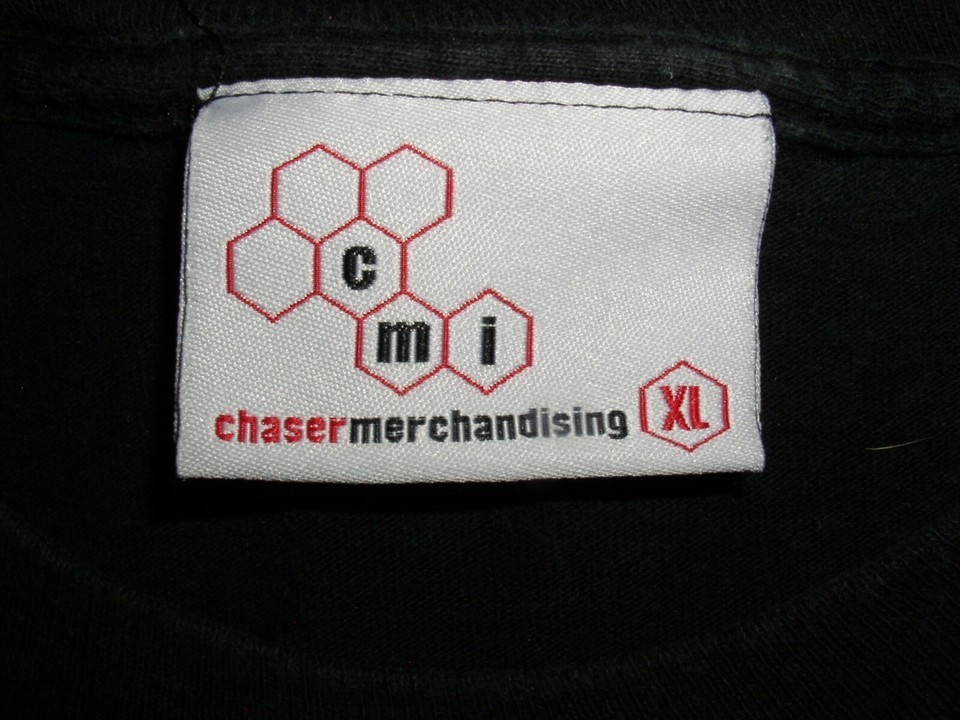 c
m i
chasermerchandising XL